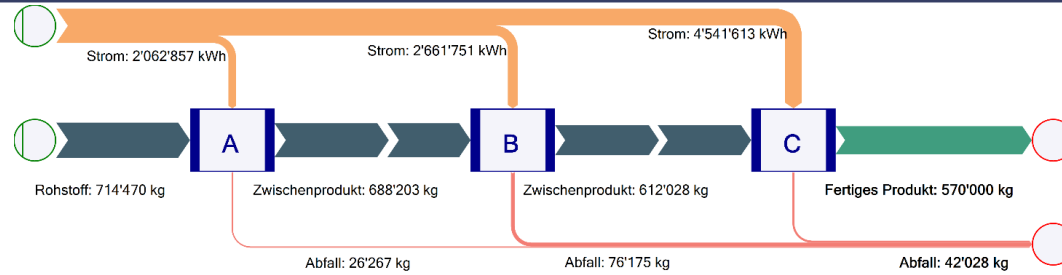 Strom: 2'062'857 kWh
Strom: 2'661'751 kWh
Strom: 4'541'613 kWh
A
B
C
Rohstoff: 714'470 kg
Zwischenprodukt: 688'203 kg
Zwischenprodukt: 612'028 kg
Fertiges Produkt: 570'000 kg
Abfall: 26'267 kg
Abfall: 76'175 kg
Abfall: 42'028 kg